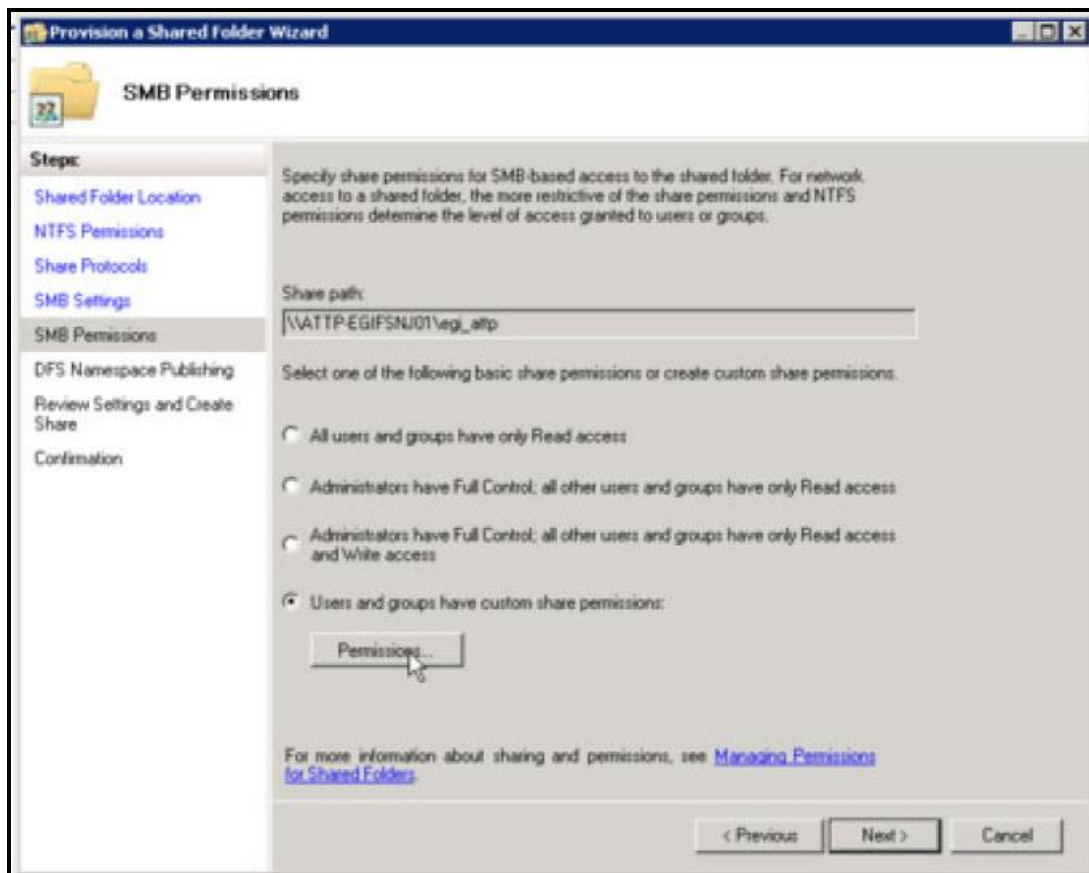 Provision a Shared Folder Wizard
SMB Permissions
Steps:
Shared Folder Location
NTFS Permissions
Share Protocols
SMB Settings
SMB Permissions
DFS Namespace Publishing
Review Settings and Create
Share
Confirmation
Specify share permissions for SMB-based access to the shared folder. For network
access to a shared folder, the more restrictive of the share permissions and NTFS
permissions determine the level of access granted to users or groups.
Share path:
\\ATTP-EGIFSNJ01\egi_attp
Select one of the following basic share permissions or create custom share permissions.
All users and groups have only Read access
Administrators have Full Control; all other users and groups have only Read access
Administrators have Full Control; all other users and groups have only Read access
and Write access
Users and groups have custom share permissions:
Permissions...
For more information about sharing and permissions, see Managing Permissions
for Shared Folders.
< Previous
Next >
Cancel